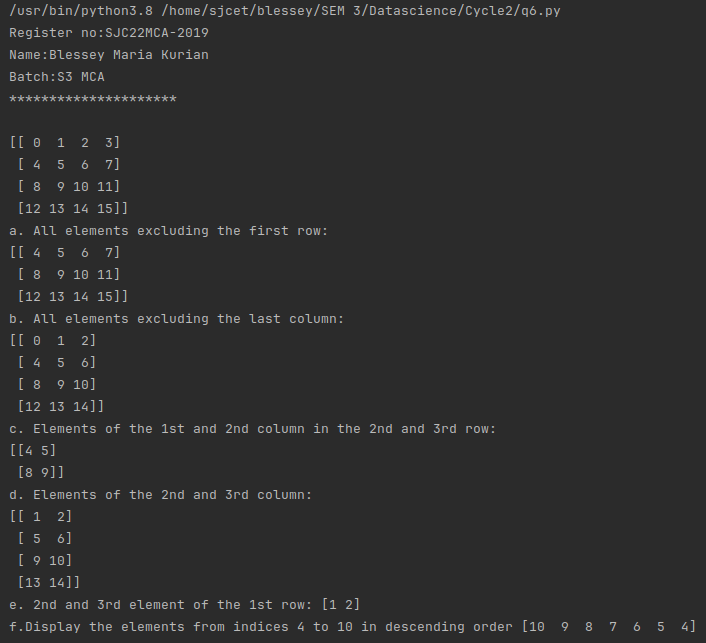 /usr/bin/python3.8 /home/sjcet/blessey/SEM 3/Datascience/Cycle2/q6.py
Register no:SJC22MCA-2019
Name:Blessey Maria Kurian
Batch:S3 MCA
*********************
[[ 0  1  2  3]
 [ 4  5  6  7]
 [ 8  9 10 11]
 [12 13 14 15]]
a. All elements excluding the first row:
[[ 4  5  6  7]
 [ 8  9 10 11]
 [12 13 14 15]]
b. All elements excluding the last column:
[[ 0  1  2]
 [ 4  5  6]
 [ 8  9 10]
 [12 13 14]]
c. Elements of the 1st and 2nd column in the 2nd and 3rd row:
[[4 5]
 [8 9]]
d. Elements of the 2nd and 3rd column:
[[ 1  2]
 [ 5  6]
 [ 9 10]
 [13 14]]
e. 2nd and 3rd element of the 1st row: [1 2]
f.Display the elements from indices 4 to 10 in descending order [10  9  8  7  6  5  4]